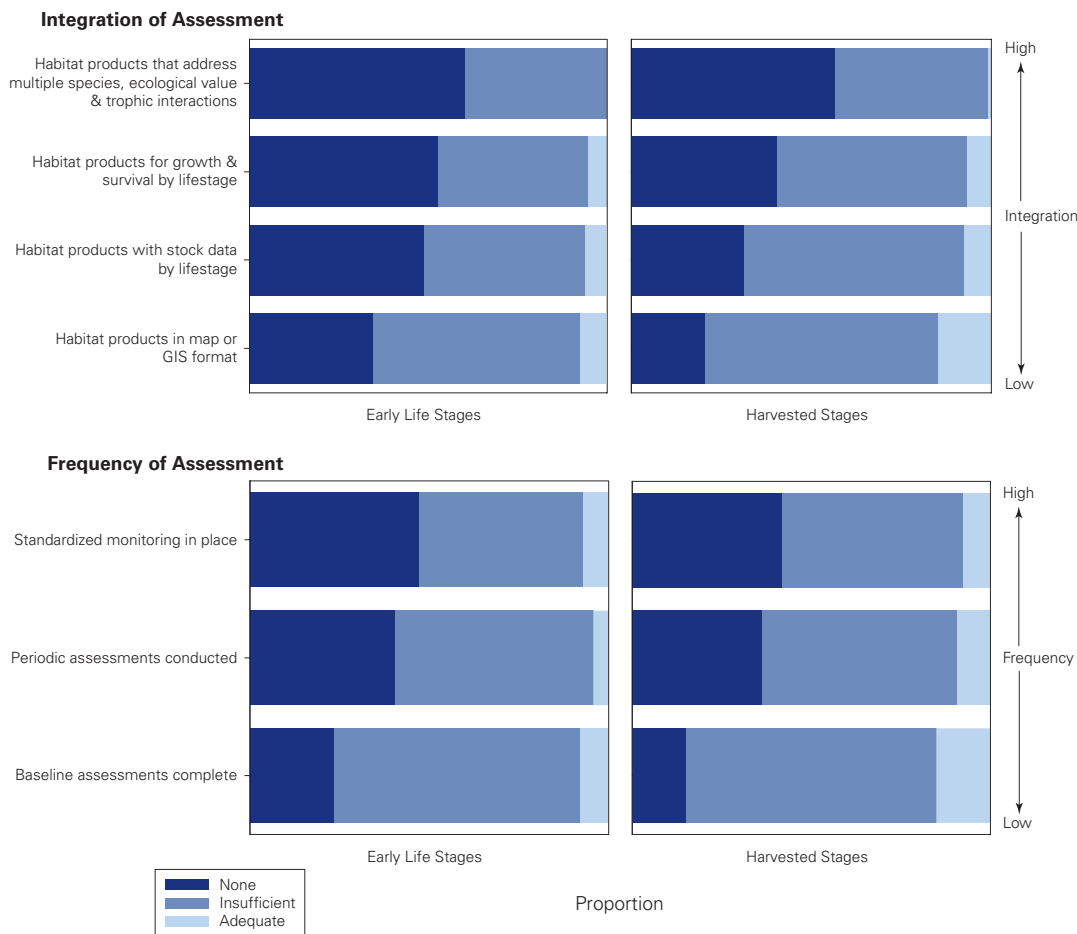 Integration of Assessment
Habitat products that address
multiple species, ecological value
& trophic interactions
Habitat products for growth &
survival by lifestage
Habitat products with stock data
by lifestage
Habitat products in map or
GIS format
Early Life Stages
Harvested Stages
High
Integration
Low
Frequency of Assessment
Standardized monitoring in place
Periodic assessments conducted
Baseline assessments complete
Early Life Stages
Harvested Stages
High
Frequency
Low
None
Insufficient
Adequate
Proportion